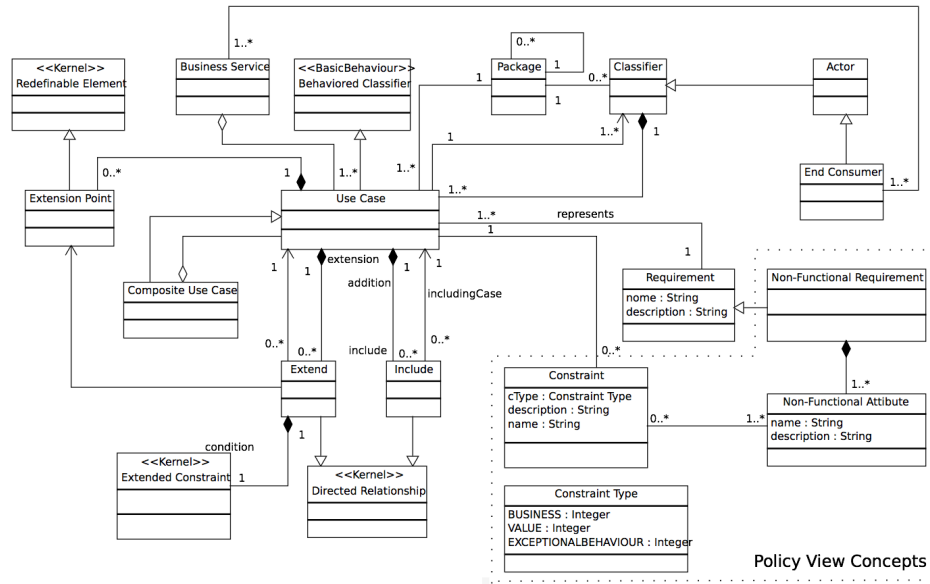 0..*
1..*
<<Kernel>>
Redefinable Element
Business Service
<<BasicBehaviour>>
Behaviored Classifier
1
Package
1
0..*
Classifier
Actor
1
1
1..*
1
0..*
1
1..*
1..*
1..*
End Consumer
1..*
Extension Point
Use Case
1..*
represents
1
1
Composite Use Case
1
1
extension
addition
1
1
includingCase
Requirement
nome : String
description : String
Non-Functional Requirement
0..*
0..*
include
0..*
0..*
0..*
Extend
Include
Constraint
cType : Constraint Type
description : String
name : String
0..*
1..*
1..*
Non-Functional Attibute
name : String
description : String
1
condition
<<Kernel>>
Extended Constraint
1
<<Kernel>>
Directed Relationship
Constraint Type
BUSINESS : Integer
VALUE : Integer
EXCEPTIONALBEHAVIOUR : Integer
Policy View Concepts